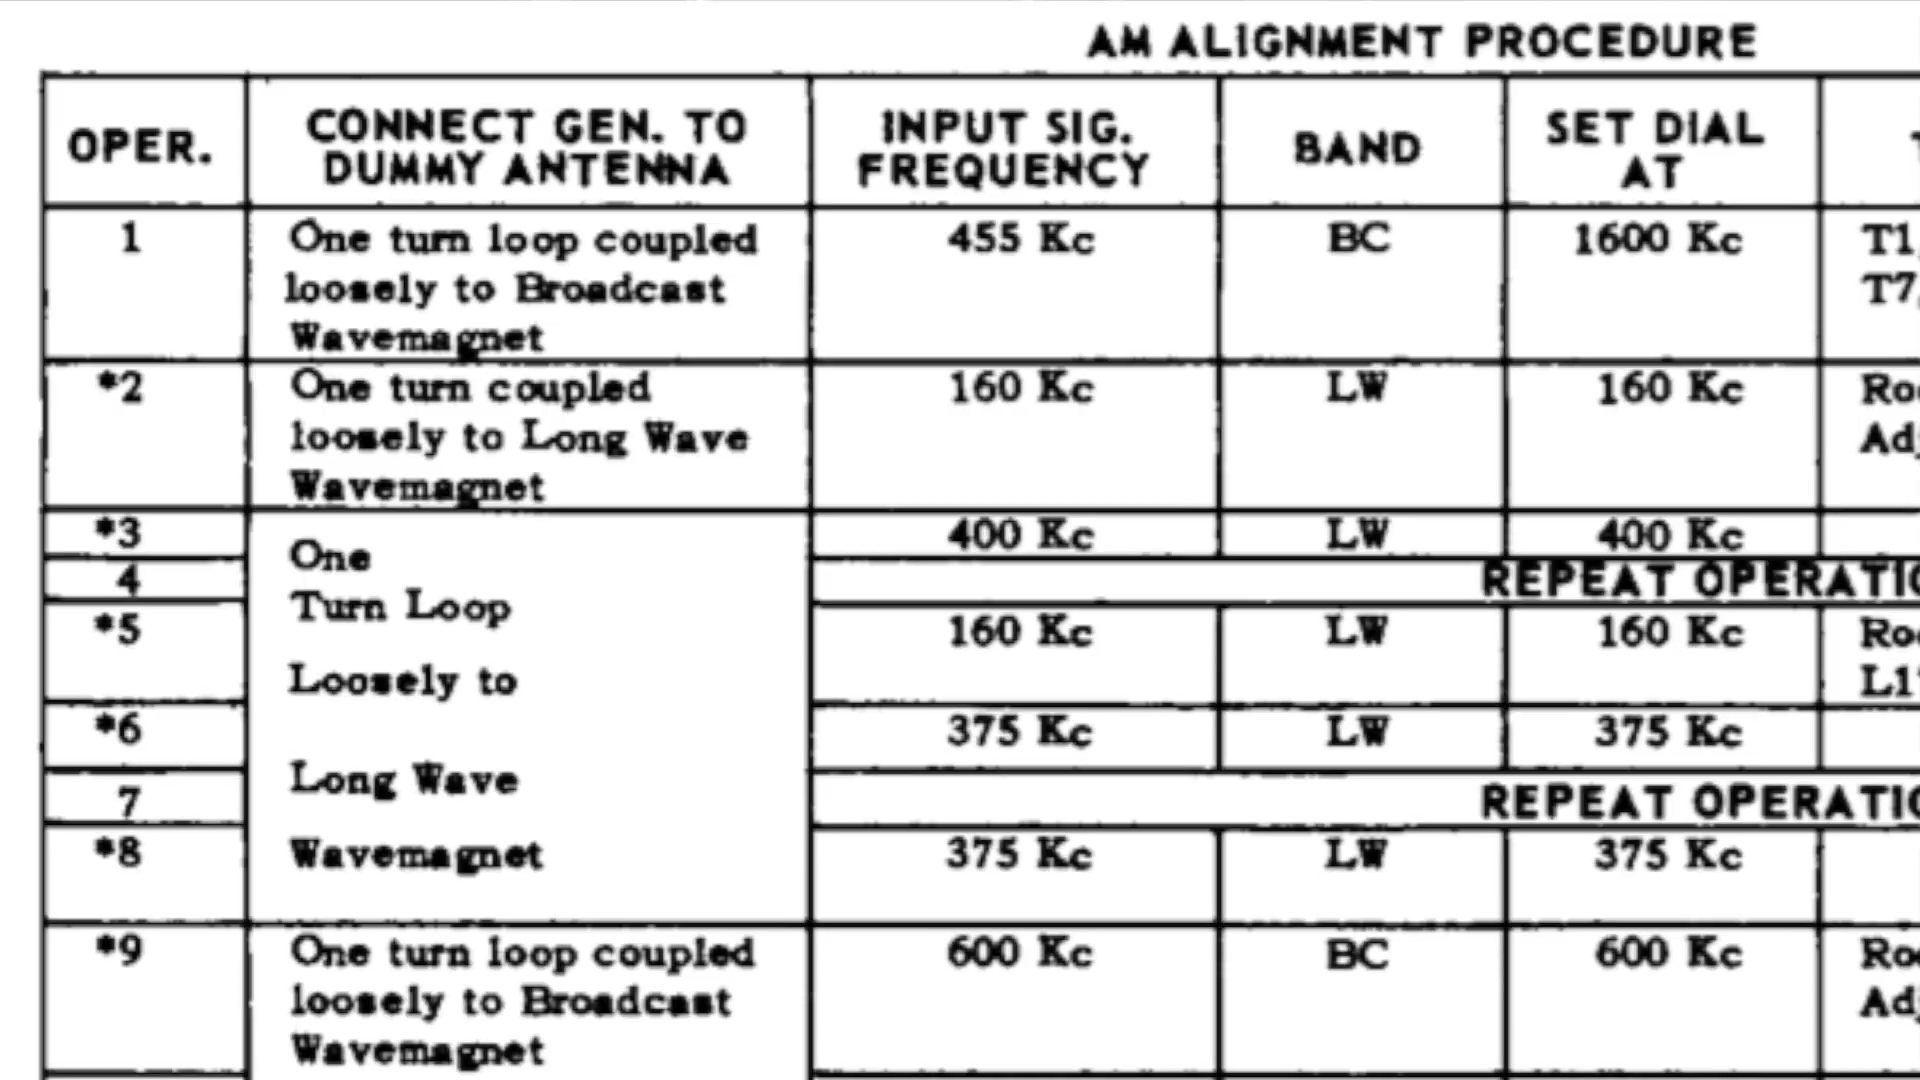 AM ALIGNMENT PROCEDURE
OPER. CONNECT GEN. TO DUMMY ANTENNA INPUT SIG. FREQUENCY BAND SET DIAL AT
1 One turn loop coupled 455 Kc BC 1600 Kc T1
loosely to Broadcast T7
Wavemagnet
*2 One turn coupled 160 Kc LW 160 Kc
loosely to Long Wave
Wavemagnet
*3 400 Kc LW 400 Kc
One
4 REPEAT
Turn Loop
*5 160 Kc LW 160 Kc
Loosely to
*6 375 Kc LW 375 Kc
Long Wave
7 REPEAT
*8 Wavemagnet 375 Kc LW 375 Kc
*9 One turn loop coupled 600 Kc BC 600 Kc
loosely to Broadcast
Wavemagnet